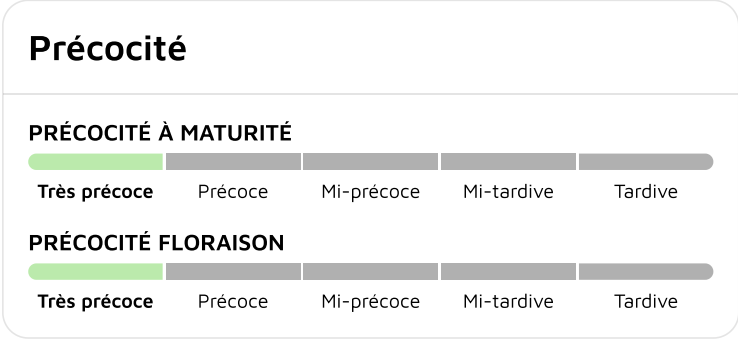 Précocité
PRÉCOCITÉ À MATURITÉ
Très précoce Précoce Mi-précoce Mi-tardive Tardive
PRÉCOCITÉ FLORAISON
Très précoce Précoce Mi-précoce Mi-tardive Tardive